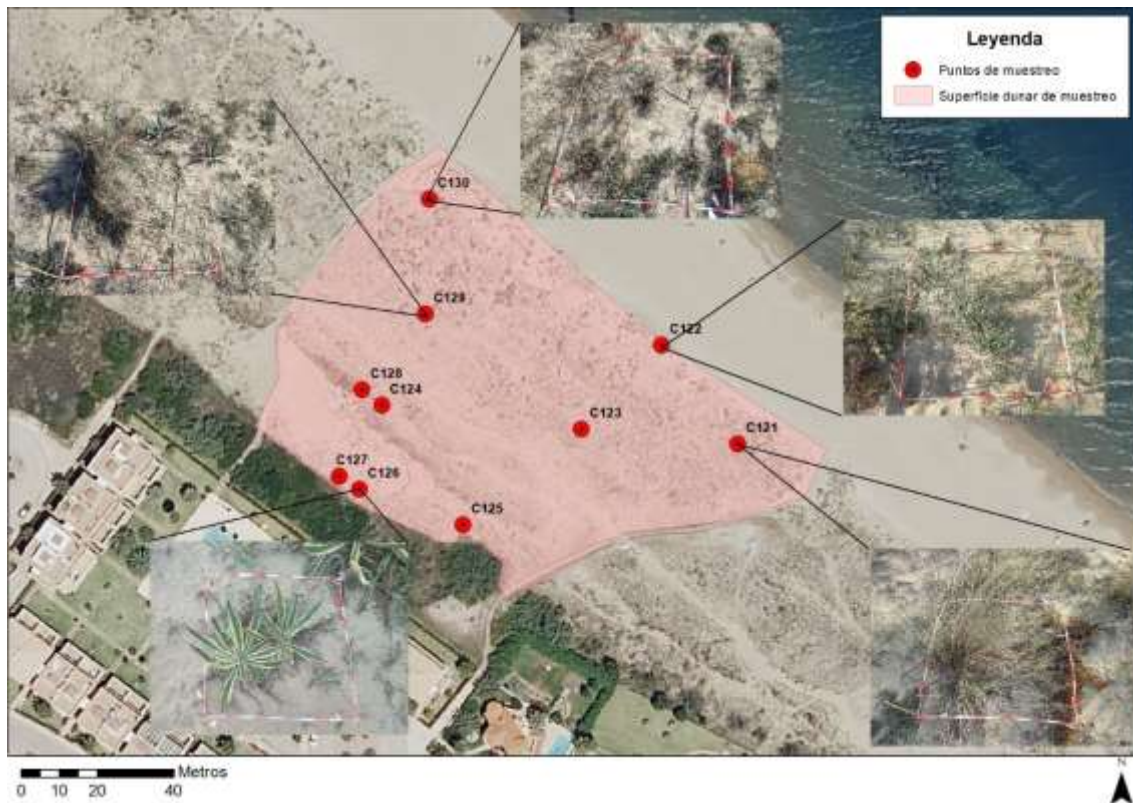 Leyenda
Puntos de muestreo
Superficie dunar de muestreo
C130
C129
C122
C128
C124
C123
C121
C127
C126
C125
Metros
0 10 20 40
N